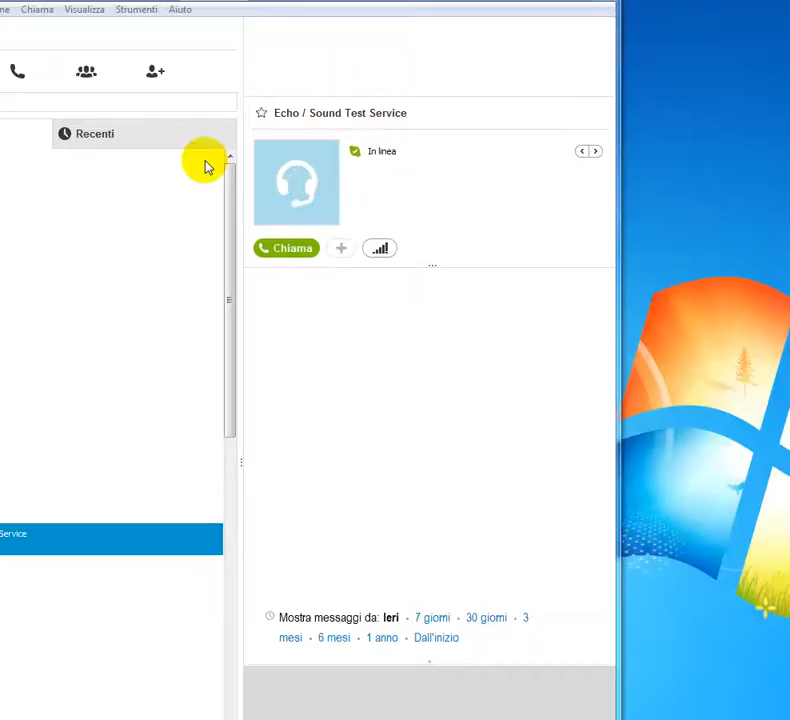 Chiama Visualizza Strumenti Aiuto
Recenti
Echo / Sound Test Service
In linea
Chiama
Service
Mostra messaggi da: Ieri • 7 giorni • 30 giorni • 3
mesi • 6 mesi • 1 anno • Dall'inizio